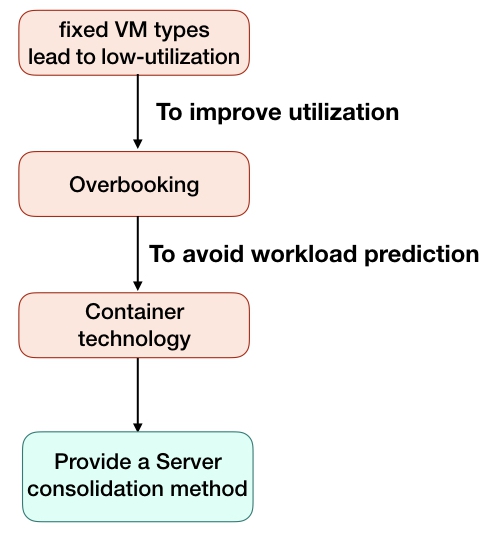 fixed VM types
lead to low-utilization
To improve utilization
Overbooking
To avoid workload prediction
Container
technology
Provide a Server
consolidation method